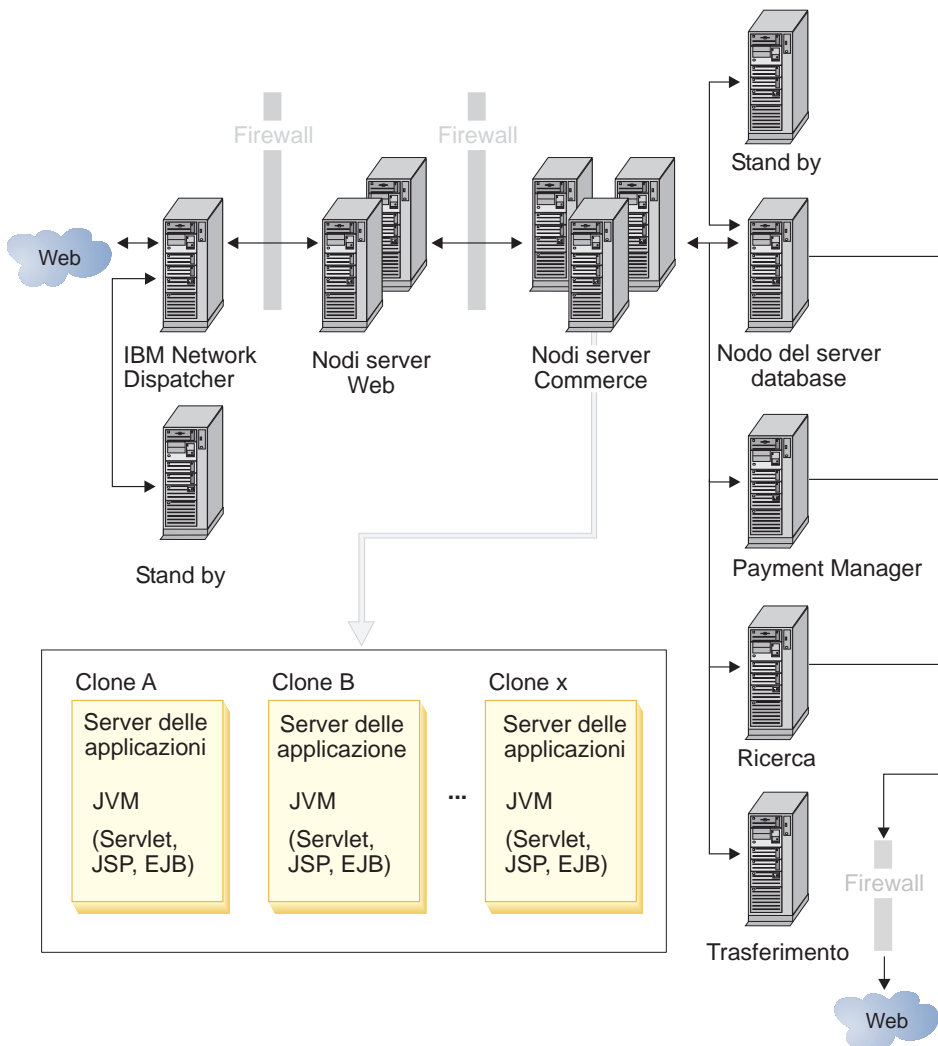 Stand by
Firewall
Firewall
Web
IBM Network
Dispatcher
Nodi server
Web
Nodi server
Commerce
Nodo del server
database
Stand by
Payment Manager
Clone A
Server delle
applicazioni
JVM
(Servlet,
JSP, EJB)
Clone B
Server delle
applicazione
JVM
(Servlet,
JSP, EJB)
...
Clone x
Server delle
applicazioni
JVM
(Servlet,
JSP, EJB)
Ricerca
Trasferimento
Firewall
Web